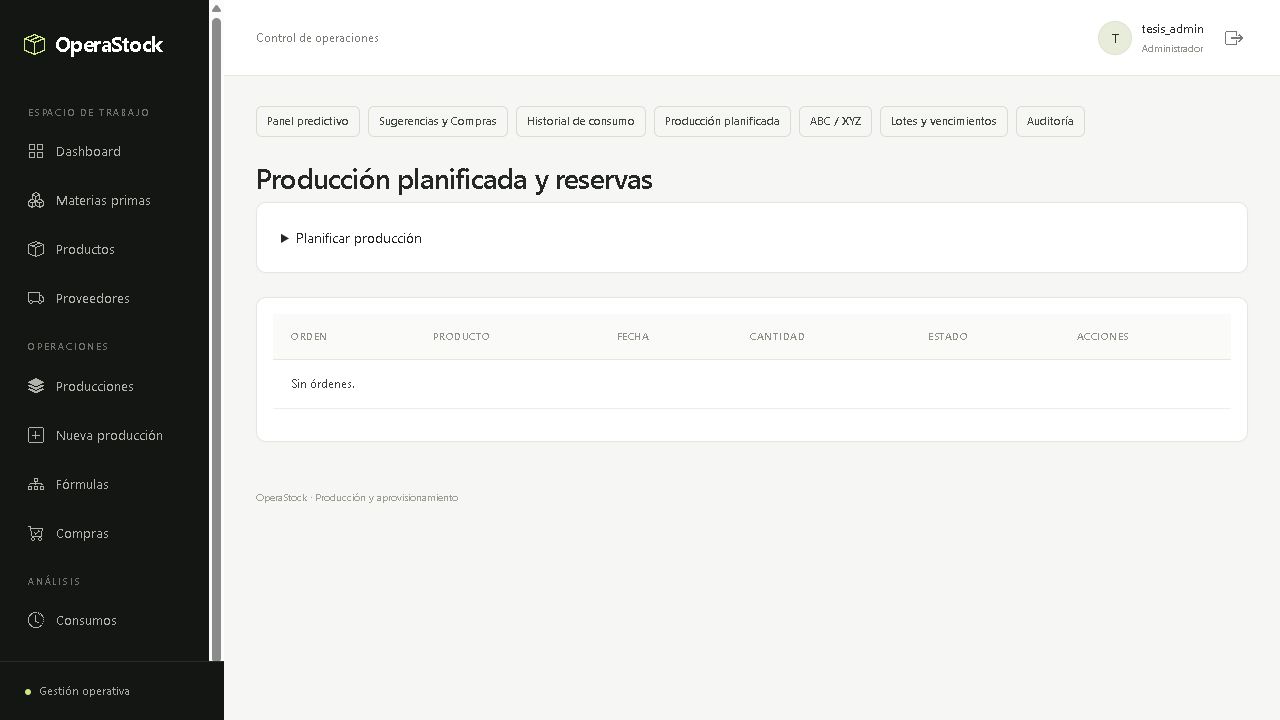 OperaStock
ESPACIO DE TRABAJO
Dashboard
Materias primas
Productos
Proveedores
OPERACIONES
Producciones
Nueva producción
Fórmulas
Compras
ANÁLISIS
Consumos
Gestión operativa
Control de operaciones
T
tesis_admin
Administrador
Panel predictivo
Sugerencias y Compras
Historial de consumo
Producción planificada
ABC / XYZ
Lotes y vencimientos
Auditoría
Producción planificada y reservas
Planificar producción
ORDEN PRODUCTO FECHA CANTIDAD ESTADO ACCIONES
Sin órdenes.
OperaStock · Producción y aprovisionamiento